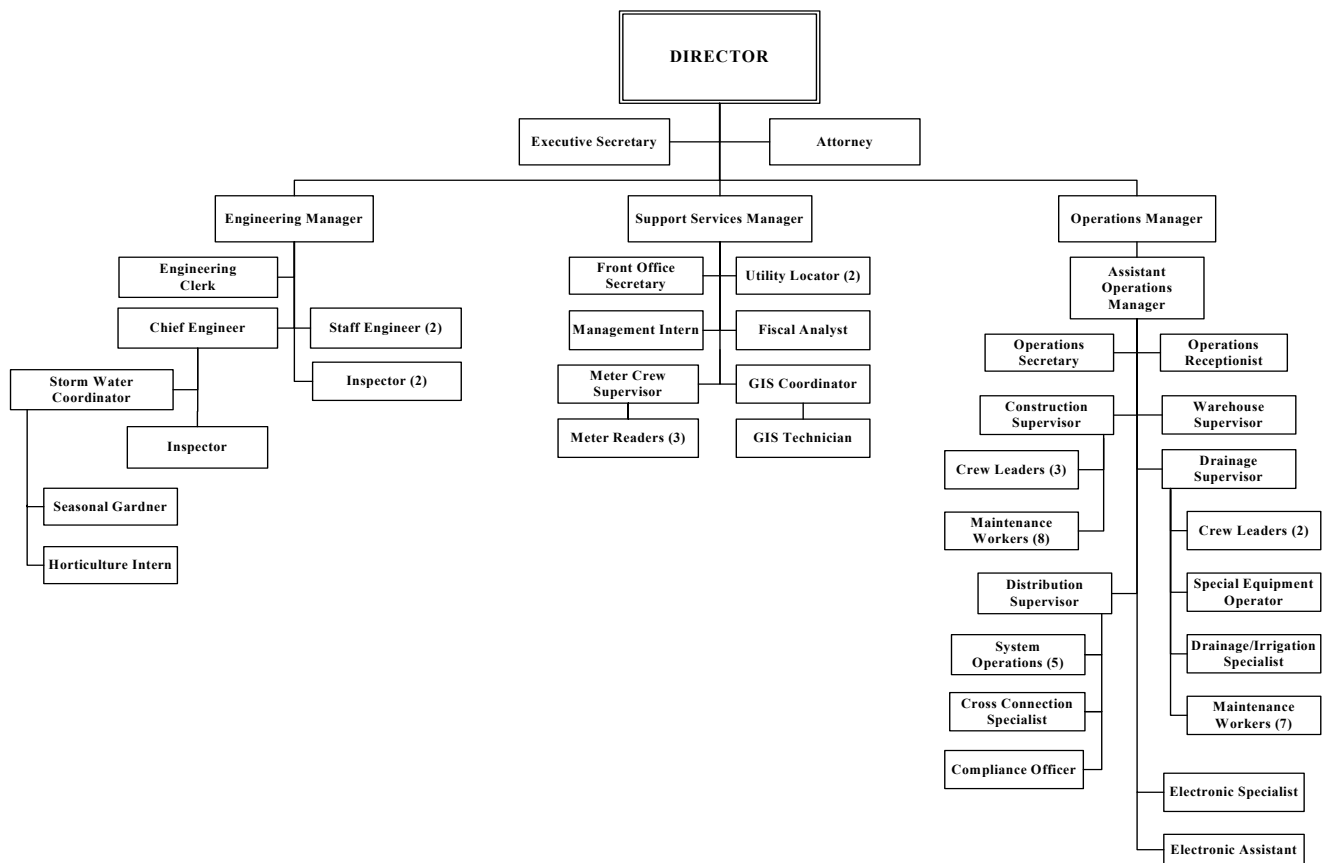 DIRECTOR
Executive Secretary
Attorney
Engineering Manager
Support Services Manager
Operations Manager
Engineering
Clerk
Chief Engineer
Staff Engineer (2)
Inspector (2)
Storm Water
Coordinator
Inspector
Seasonal Gardner
Horticulture Intern
Front Office
Secretary
Utility Locator (2)
Management Intern
Fiscal Analyst
Meter Crew
Supervisor
GIS Coordinator
Meter Readers (3)
GIS Technician
Assistant
Operations
Manager
Operations
Secretary
Operations
Receptionist
Construction
Supervisor
Warehouse
Supervisor
Crew Leaders (3)
Maintenance
Workers (8)
Drainage
Supervisor
Crew Leaders (2)
Special Equipment
Operator
Drainage/Irrigation
Specialist
Maintenance
Workers (7)
Distribution
Supervisor
System
Operations (5)
Cross Connection
Specialist
Compliance Officer
Electronic Specialist
Electronic Assistant